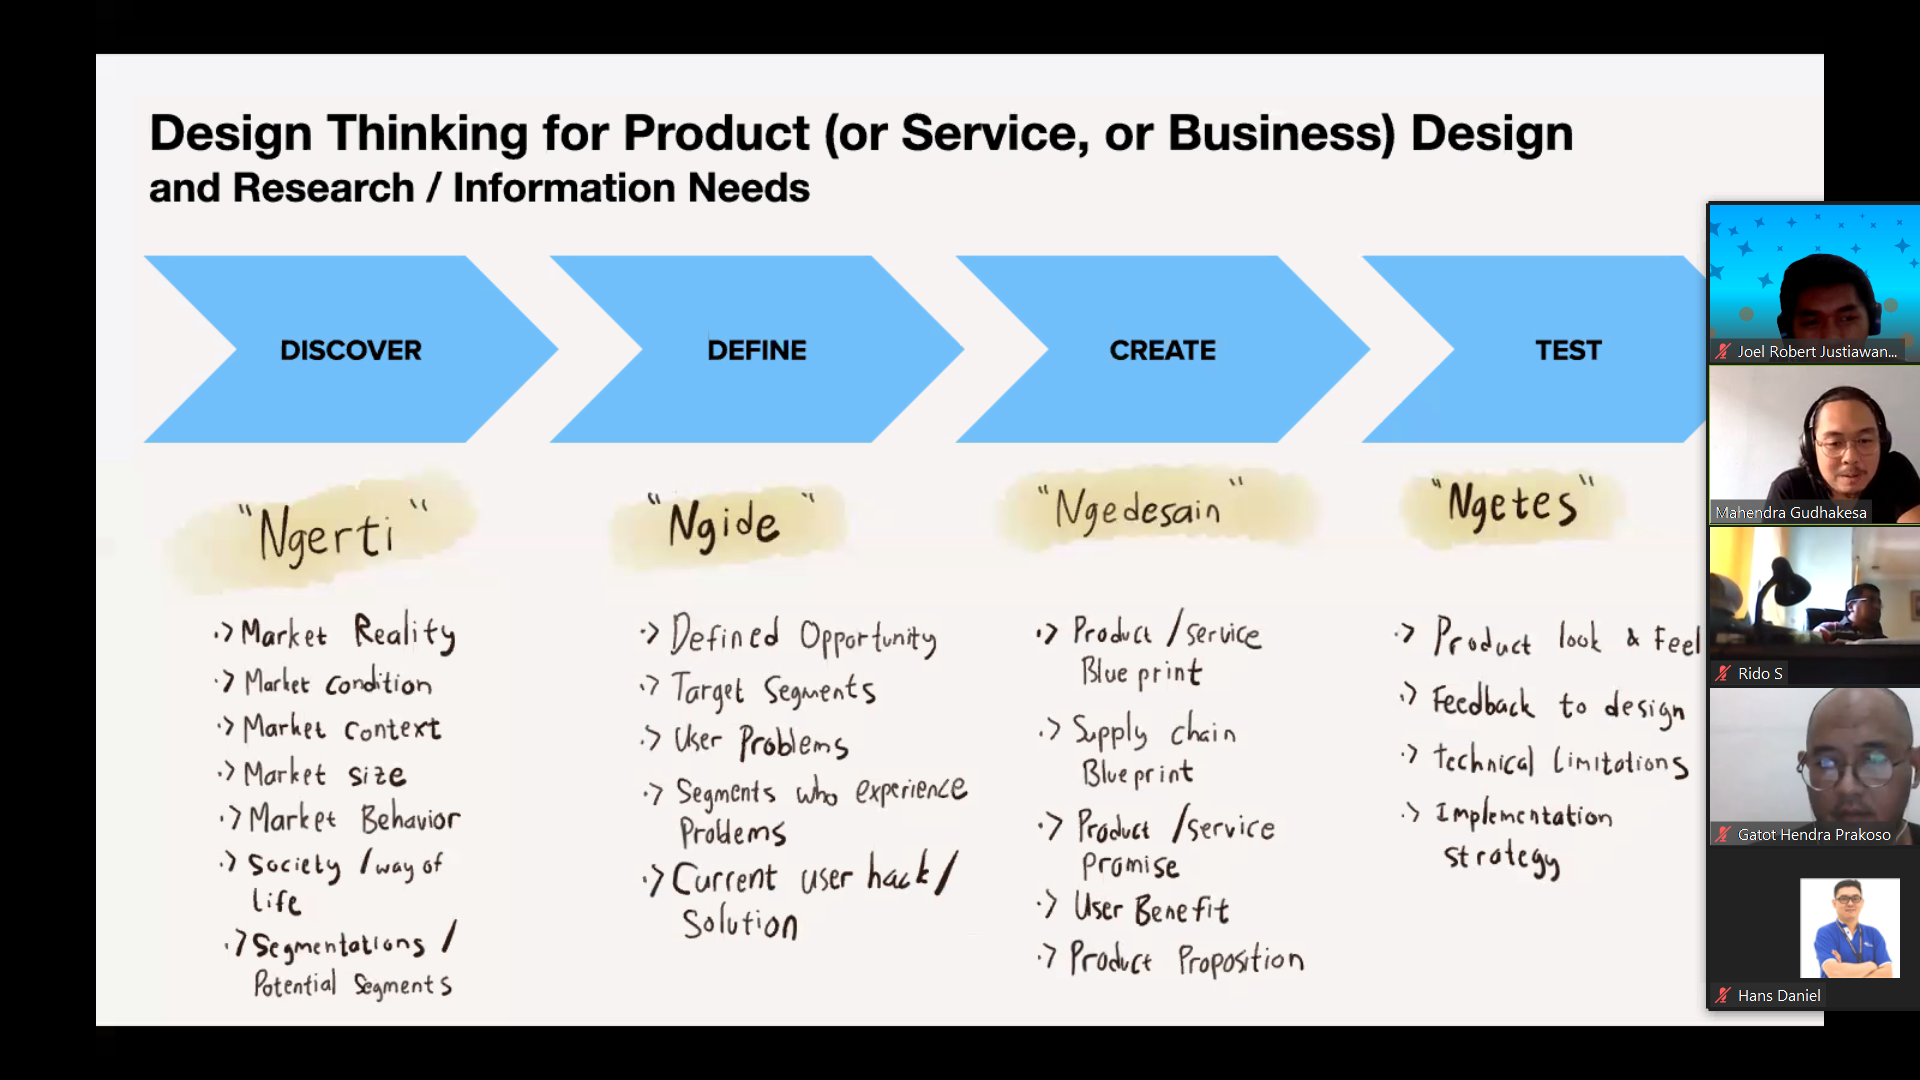 Design Thinking for Product (or Service, or Business) Design
and Research / Information Needs
DISCOVER
DEFINE
CREATE
TEST
"Ngerti"
Market Reality
Market Condition
Market Context
Market size
Market Behavior
Society / way of
life
Segmentations /
Potential Segments
"Ngide"
Defined Opportunity
Target Segments
User Problems
Segments who experience
Problems
Current user hack /
Solution
"Ngedesain"
Product / service
Blueprint
Supply chain
Blueprint
Product / service
Promise
User Benefit
Product Proposition
"Ngetes"
Product look & Feel
Feedback to design
Technical Limitations
Implementation
strategy
Joel Robert Justiawan...
Mahendra Gudhakesa
Rido S
Gatot Hendra Prakoso
Hans Daniel